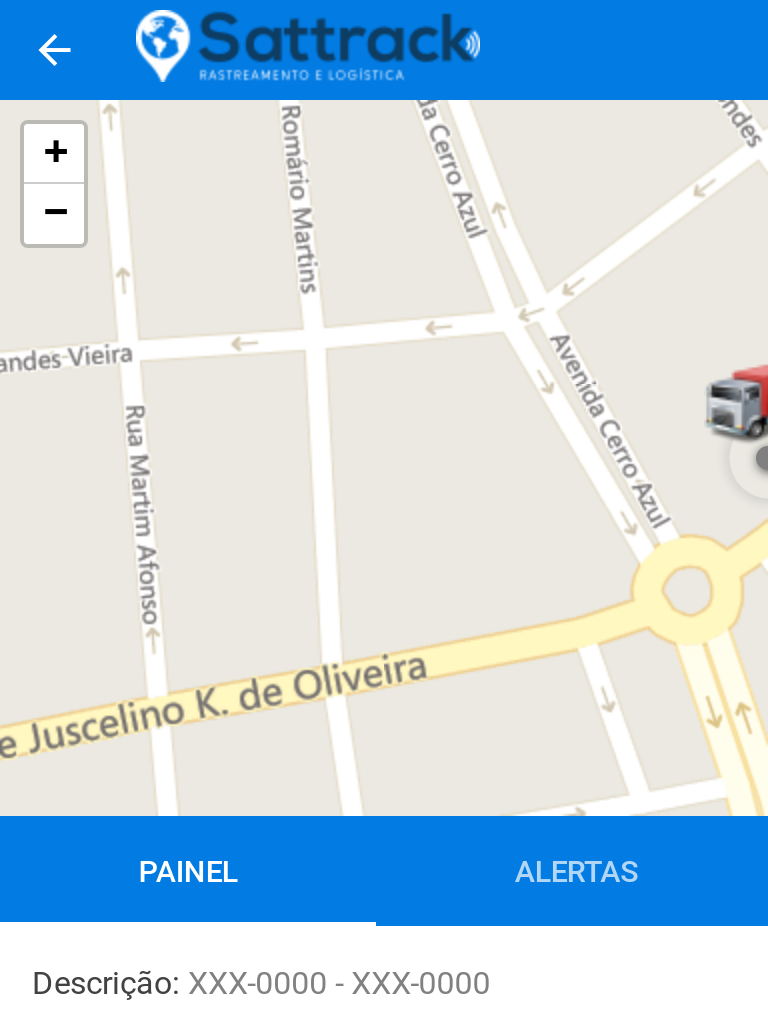 Sattrack
RASTREAMENTO E LOGÍSTICA
+
−
Romário Martins
da Cerro Azul
andes Vieira
Avenida Cerro Azul
Rua Martim Afonso
e Juscelino K. de Oliveira
PAINEL
ALERTAS
Descrição: XXX-0000 - XXX-0000